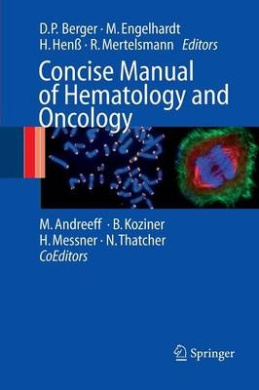 D.P. Berger · M. Engelhardt
H. Henß · R. Mertelsmann Editors
Concise Manual
of Hematology and
Oncology
M. Andreeff · B. Koziner
H. Messner · N. Thatcher
CoEditors
Springer